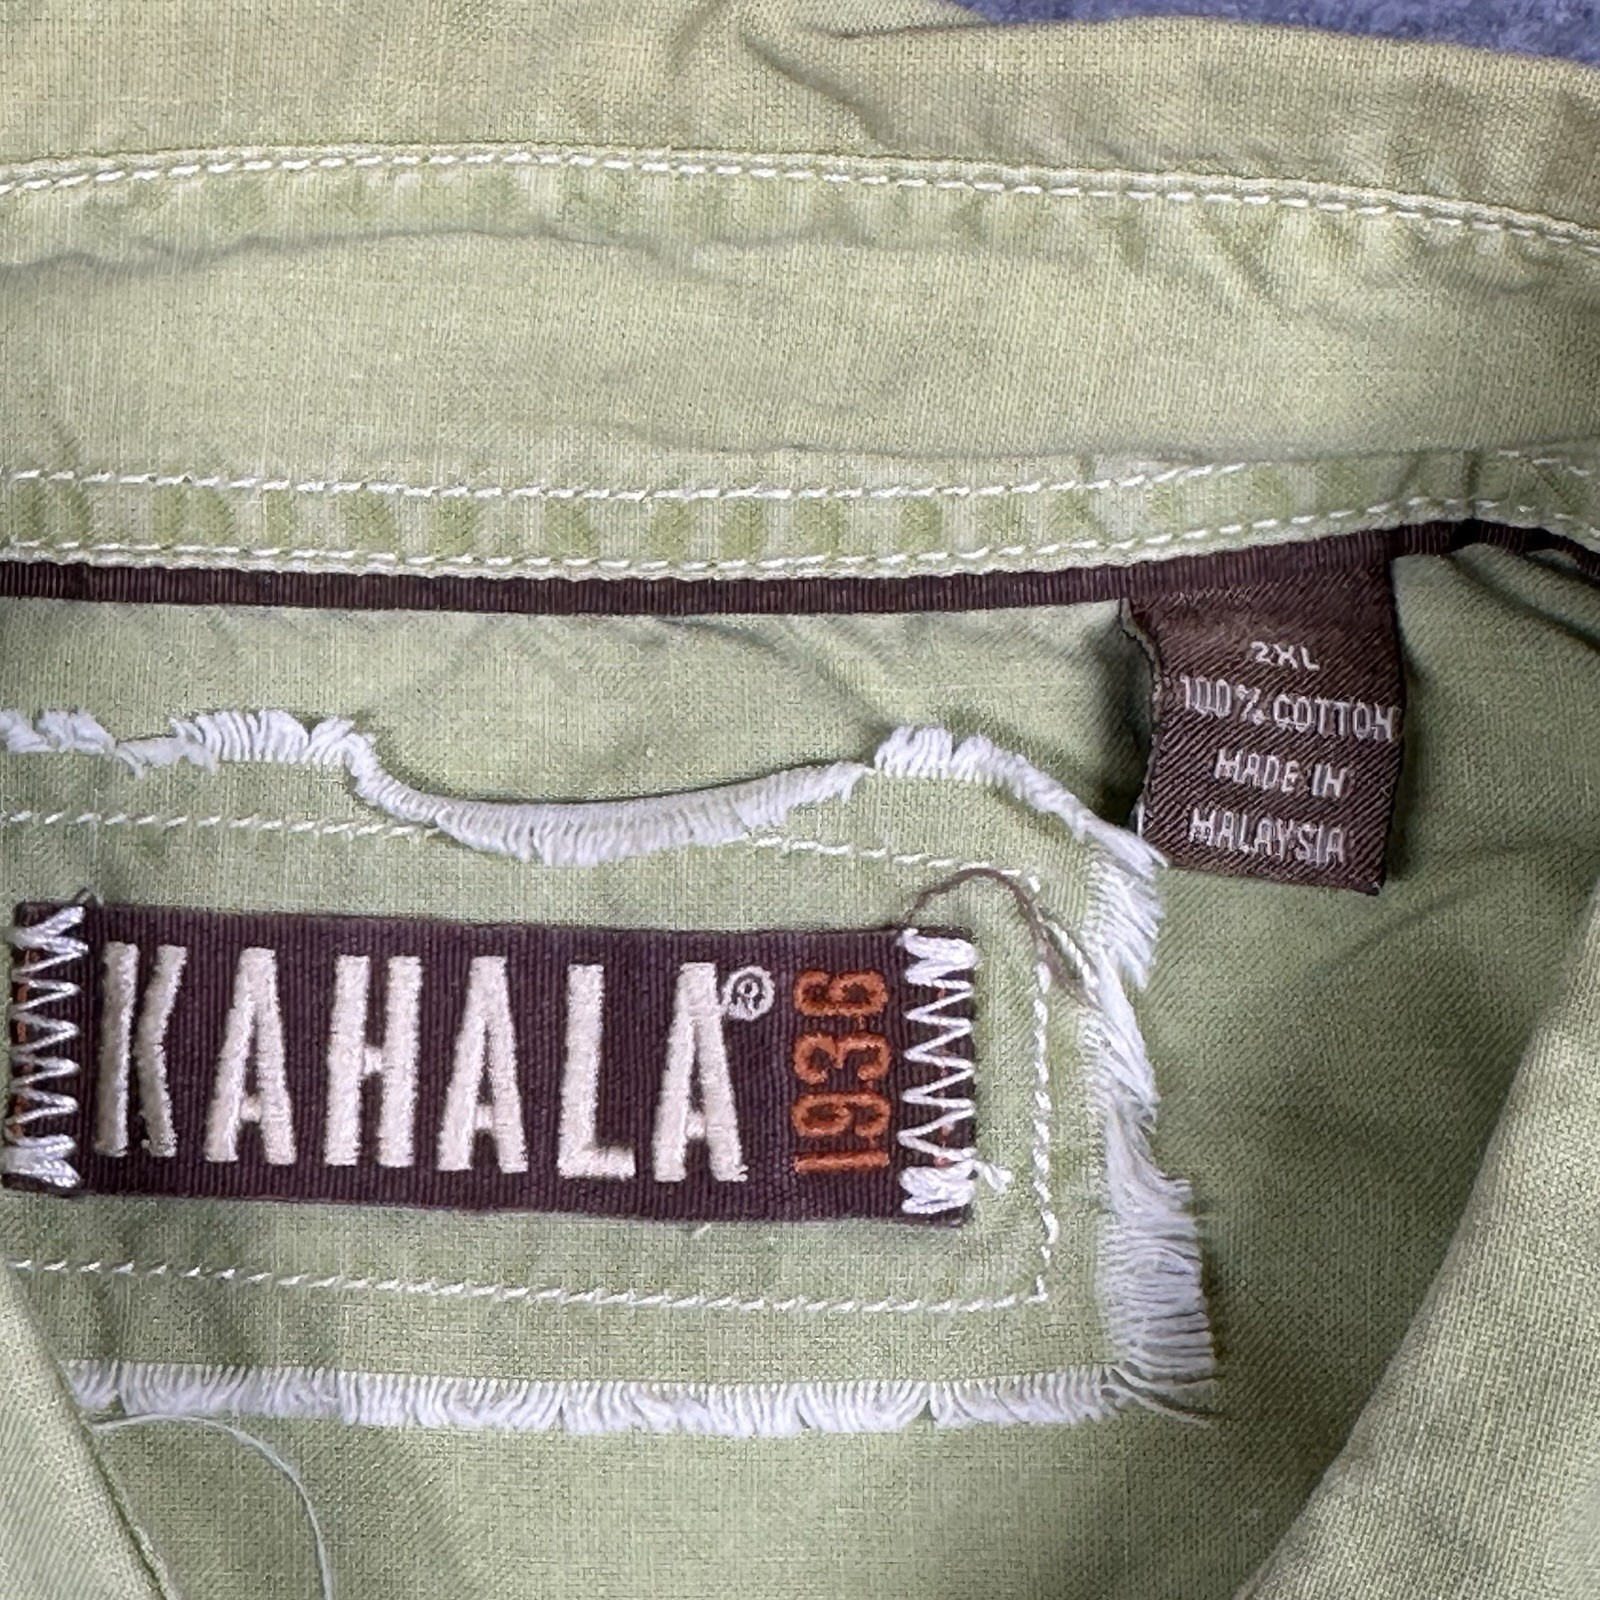 2XL
100% COTTON
MADE IN
MALAYSIA
KAHALA® 1936